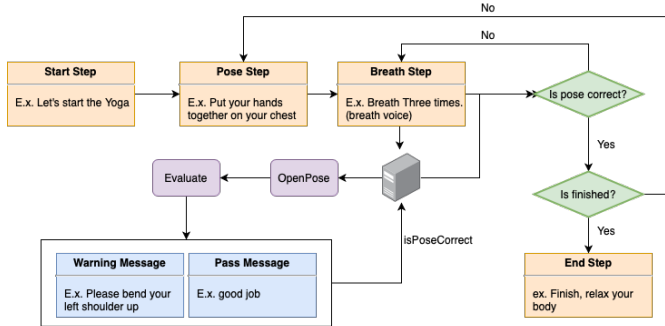 No
No
Start Step
E.x. Let's start the Yoga
Pose Step
E.x. Put your hands
together on your chest
Breath Step
E.x. Breath Three times.
(breath voice)
Is pose correct?
Yes
Evaluate
OpenPose
Is finished?
isPoseCorrect
Yes
Warning Message
E.x. Please bend your
left shoulder up
Pass Message
E.x. good job
End Step
ex. Finish, relax your
body